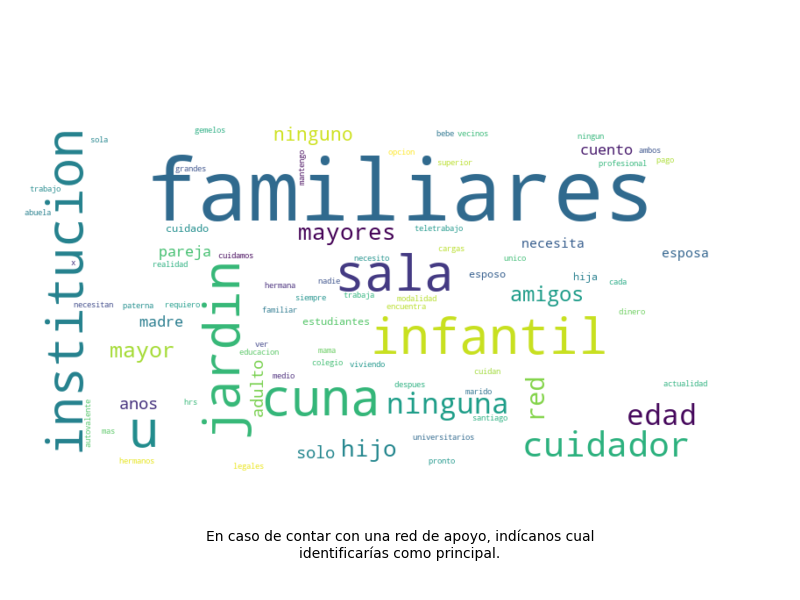 gemelos
ninguno
bebe
vecinos
ningun
sola
opcion
cuento
ambos
superior
profesional
pago
grandes
mantengo
familiares
trabajo
abuela
institucion
cuidado
mayores
teletrabajo
necesita
pareja
cuidamos
necesito
cargas
unico
esposa
x
realidad
jardin
sala
esposo
hija
cada
nadie
hermana
necesitan
paterna
requiero
siempre
trabaja
modalidad
encuentra
amigos
familiar
dinero
madre
estudiantes
infantil
mayor
ver
educacion
mama
colegio
viviendo
adulto
medio
cuidan
despues
actualidad
cuna
marido
red
anos
hrs
ninguna
edad
autovalente
mas
u
santiago
solo
hijo
universitarios
cuidador
hermanos
legales
pronto
En caso de contar con una red de apoyo, indícanos cual
identificarías como principal.